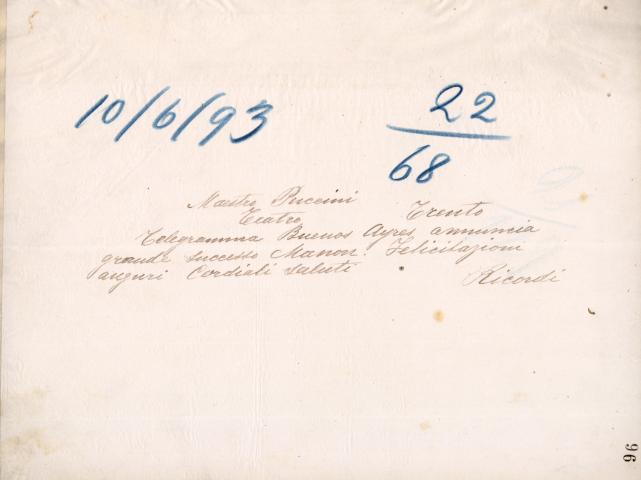 10/6/93
22
68
Maestro Puccini
Teatro Trento
Telegramma Buenos Ayres annuncia
grande successo Manon. Felicitazioni
auguri Cordiali saluti
Ricordi
96